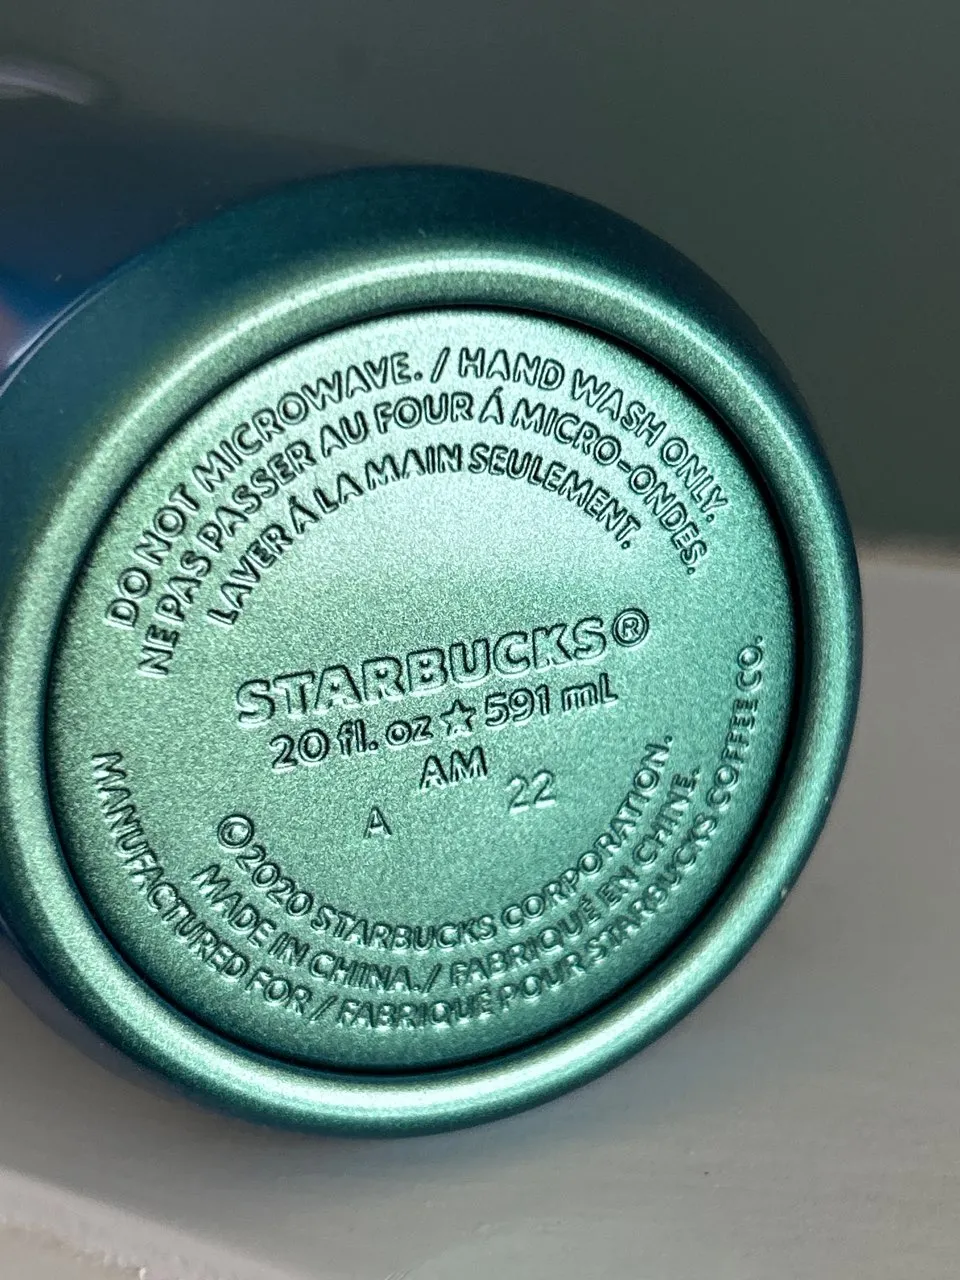 DO NOT MICROWAVE. / HAND WASH ONLY.
NE PAS PASSER AU FOUR Á MICRO-ONDES.
LAVER Á LA MAIN SEULEMENT.
STARBUCKS®
20 fl. oz ☆ 591 mL
AM
A 22
©2020 STARBUCKS CORPORATION.
MADE IN CHINA. / FABRIQUÉ EN CHINE.
MANUFACTURED FOR / FABRIQUÉ POUR STARBUCKS COFFEE CO.